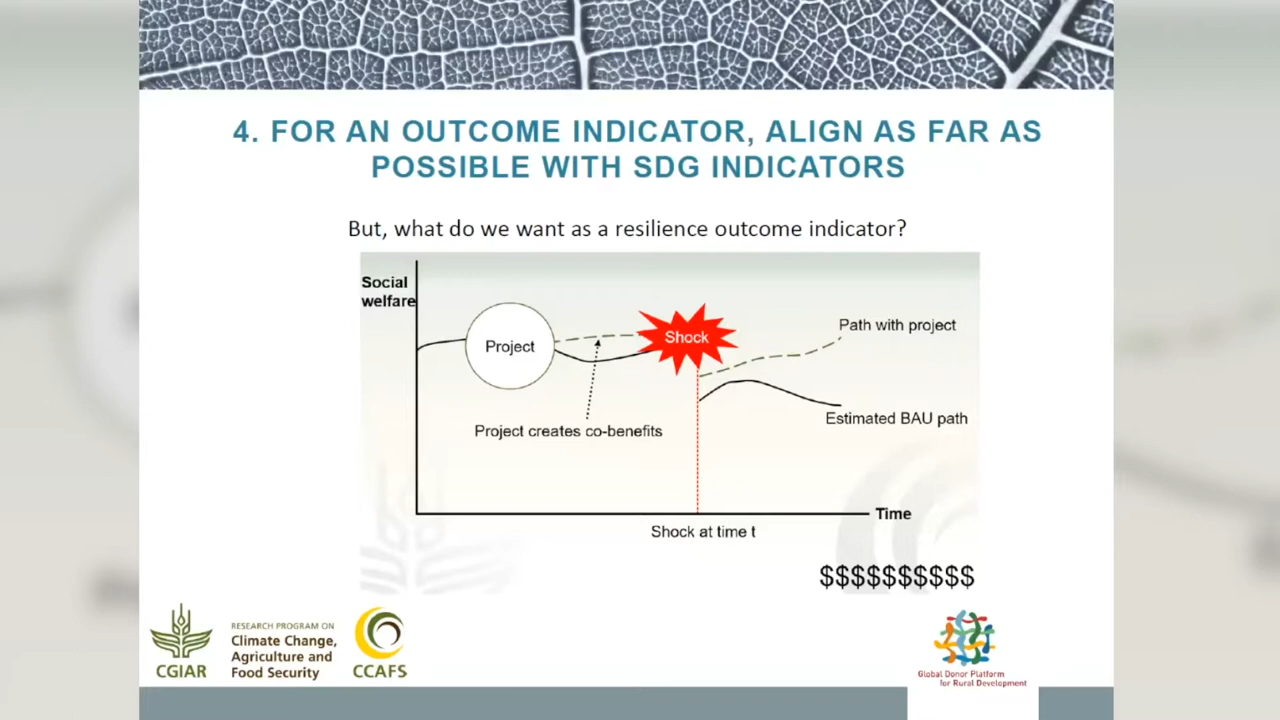 4. FOR AN OUTCOME INDICATOR, ALIGN AS FAR AS
POSSIBLE WITH SDG INDICATORS
But, what do we want as a resilience outcome indicator?
Social
welfare
Project
Shock
Path with project
Estimated BAU path
Project creates co-benefits
Time
Shock at time t
$$$$$$$$$$
CGIAR
RESEARCH PROGRAM ON
Climate Change,
Agriculture and
Food Security
CCAFS
Global Donor Platform
for Rural Development